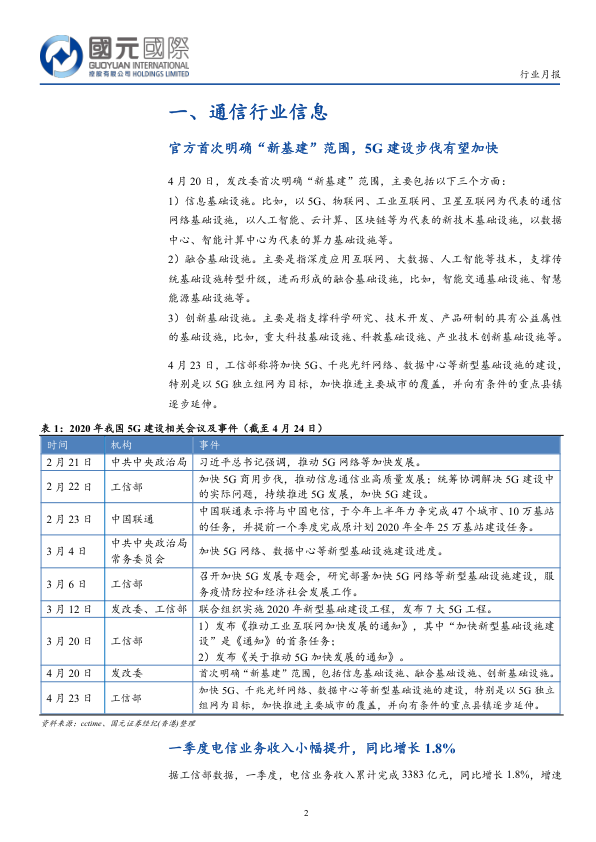 國元國際
GUOYUAN INTERNATIONAL
控股有限公司 HOLDINGS LIMITED
行业月报
一、通信行业信息
官方首次明确“新基建”范围，5G 建设步伐有望加快
4 月 20 日，发改委首次明确“新基建”范围，主要包括以下三个方面：
1）信息基础设施。比如，以 5G、物联网、工业互联网、卫星互联网为代表的通信
网络基础设施，以人工智能、云计算、区块链等为代表的新技术基础设施，以数据
中心、智能计算中心为代表的算力基础设施等。
2）融合基础设施。主要是指深度应用互联网、大数据、人工智能等技术，支撑传
统基础设施转型升级，进而形成的融合基础设施，比如，智能交通基础设施、智慧
能源基础设施等。
3）创新基础设施。主要是指支撑科学研究、技术开发、产品研制的具有公益属性
的基础设施，比如，重大科技基础设施、科教基础设施、产业技术创新基础设施等。
4 月 23 日，工信部称将加快 5G、千兆光纤网络、数据中心等新型基础设施的建设，
特别是以 5G 独立组网为目标，加快推进主要城市的覆盖，并向有条件的重点县镇
逐步延伸。
表 1：2020 年我国 5G 建设相关会议及事件（截至 4 月 24 日）
时间 机构 事件
2 月 21 日 中共中央政治局 习近平总书记强调，推动 5G 网络等加快发展。
2 月 22 日 工信部 加快 5G 商用步伐，推动信息通信业高质量发展；统筹协调解决 5G 建设中
的实际问题，持续推进 5G 发展，加快 5G 建设。
2 月 23 日 中国联通 中国联通表示将与中国电信，于今年上半年力争完成 47 个城市、10 万基站
的任务，并提前一个季度完成原计划 2020 年全年 25 万基站建设任务。
3 月 4 日 中共中央政治局
常务委员会 加快 5G 网络、数据中心等新型基础设施建设进度。
3 月 6 日 工信部 召开加快 5G 发展专题会，研究部署加快 5G 网络等新型基础设施建设，服
务疫情防控和经济社会发展工作。
3 月 12 日 发改委、工信部 联合组织实施 2020 年新型基础建设工程，发布 7 大 5G 工程。
3 月 20 日 工信部 1）发布《推动工业互联网加快发展的通知》，其中“加快新型基础设施建
设”是《通知》的首条任务；
2）发布《关于推动 5G 加快发展的通知》。
4 月 20 日 发改委 首次明确“新基建”范围，包括信息基础设施、融合基础设施、创新基础设施。
4 月 23 日 工信部 加快 5G、千兆光纤网络、数据中心等新型基础设施的建设，特别是以 5G 独立
组网为目标，加快推进主要城市的覆盖，并向有条件的重点县镇逐步延伸。
资料来源：cctime、国元证券经纪(香港)整理
一季度电信业务收入小幅提升，同比增长 1.8%
据工信部数据，一季度，电信业务收入累计完成 3383 亿元，同比增长 1.8%，增速
2